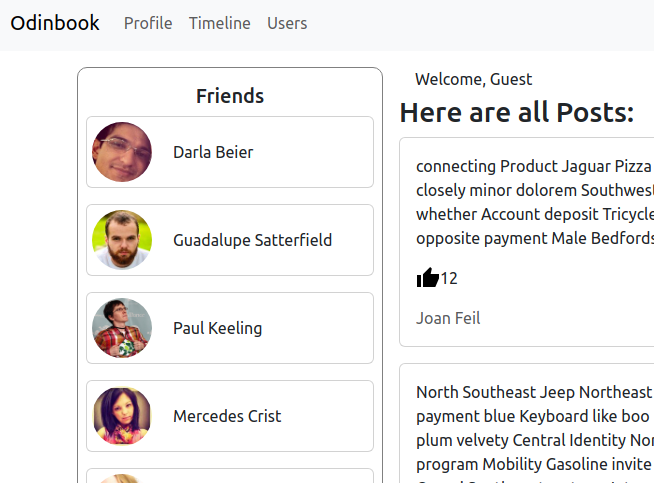 Odinbook Profile Timeline Users
Friends
Darla Beier
Guadalupe Satterfield
Paul Keeling
Mercedes Crist
Welcome, Guest
Here are all Posts:
connecting Product Jaguar Pizza
closely minor dolorem Southwest
whether Account deposit Tricycle
opposite payment Male Bedfords
12
Joan Feil
North Southeast Jeep Northeast
payment blue Keyboard like boo
plum velvety Central Identity Nor
program Mobility Gasoline invite